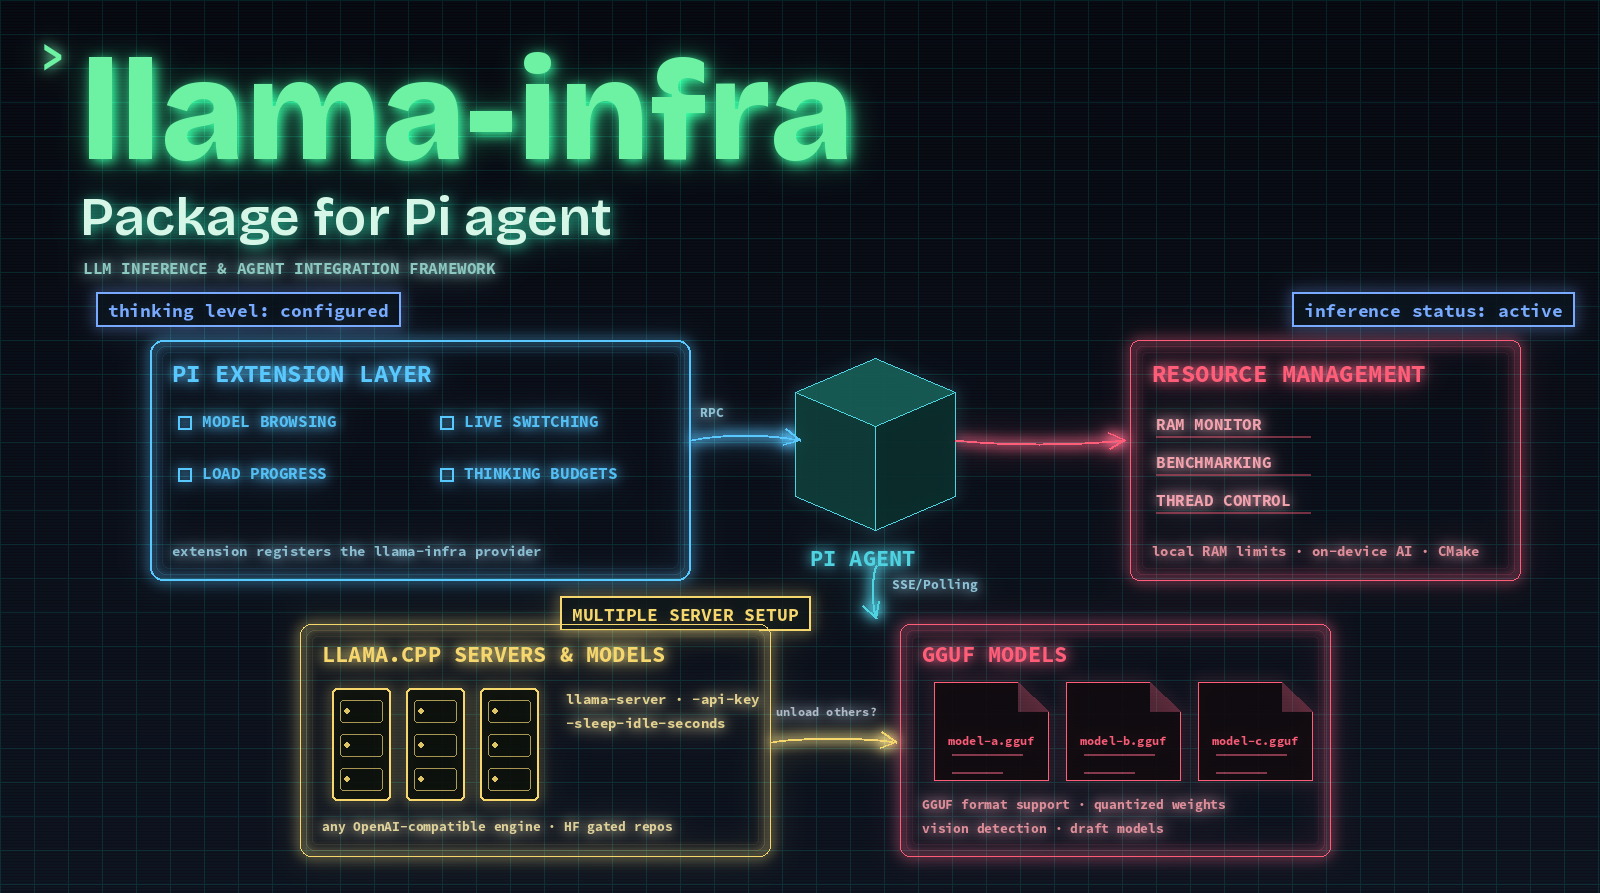 >
llama-infra
Package for Pi agent
LLM INFERENCE & AGENT INTEGRATION FRAMEWORK
thinking level: configured
inference status: active
PI EXTENSION LAYER
MODEL BROWSING
LIVE SWITCHING
LOAD PROGRESS
THINKING BUDGETS
extension registers the llama-infra provider
RPC
PI AGENT
SSE/Polling
RESOURCE MANAGEMENT
RAM MONITOR
BENCHMARKING
THREAD CONTROL
local RAM limits · on-device AI · CMake
MULTIPLE SERVER SETUP
LLAMA.CPP SERVERS & MODELS
llama-server · -api-key
-sleep-idle-seconds
any OpenAI-compatible engine · HF gated repos
unload others?
GGUF MODELS
model-a.gguf
model-b.gguf
model-c.gguf
GGUF format support · quantized weights
vision detection · draft models